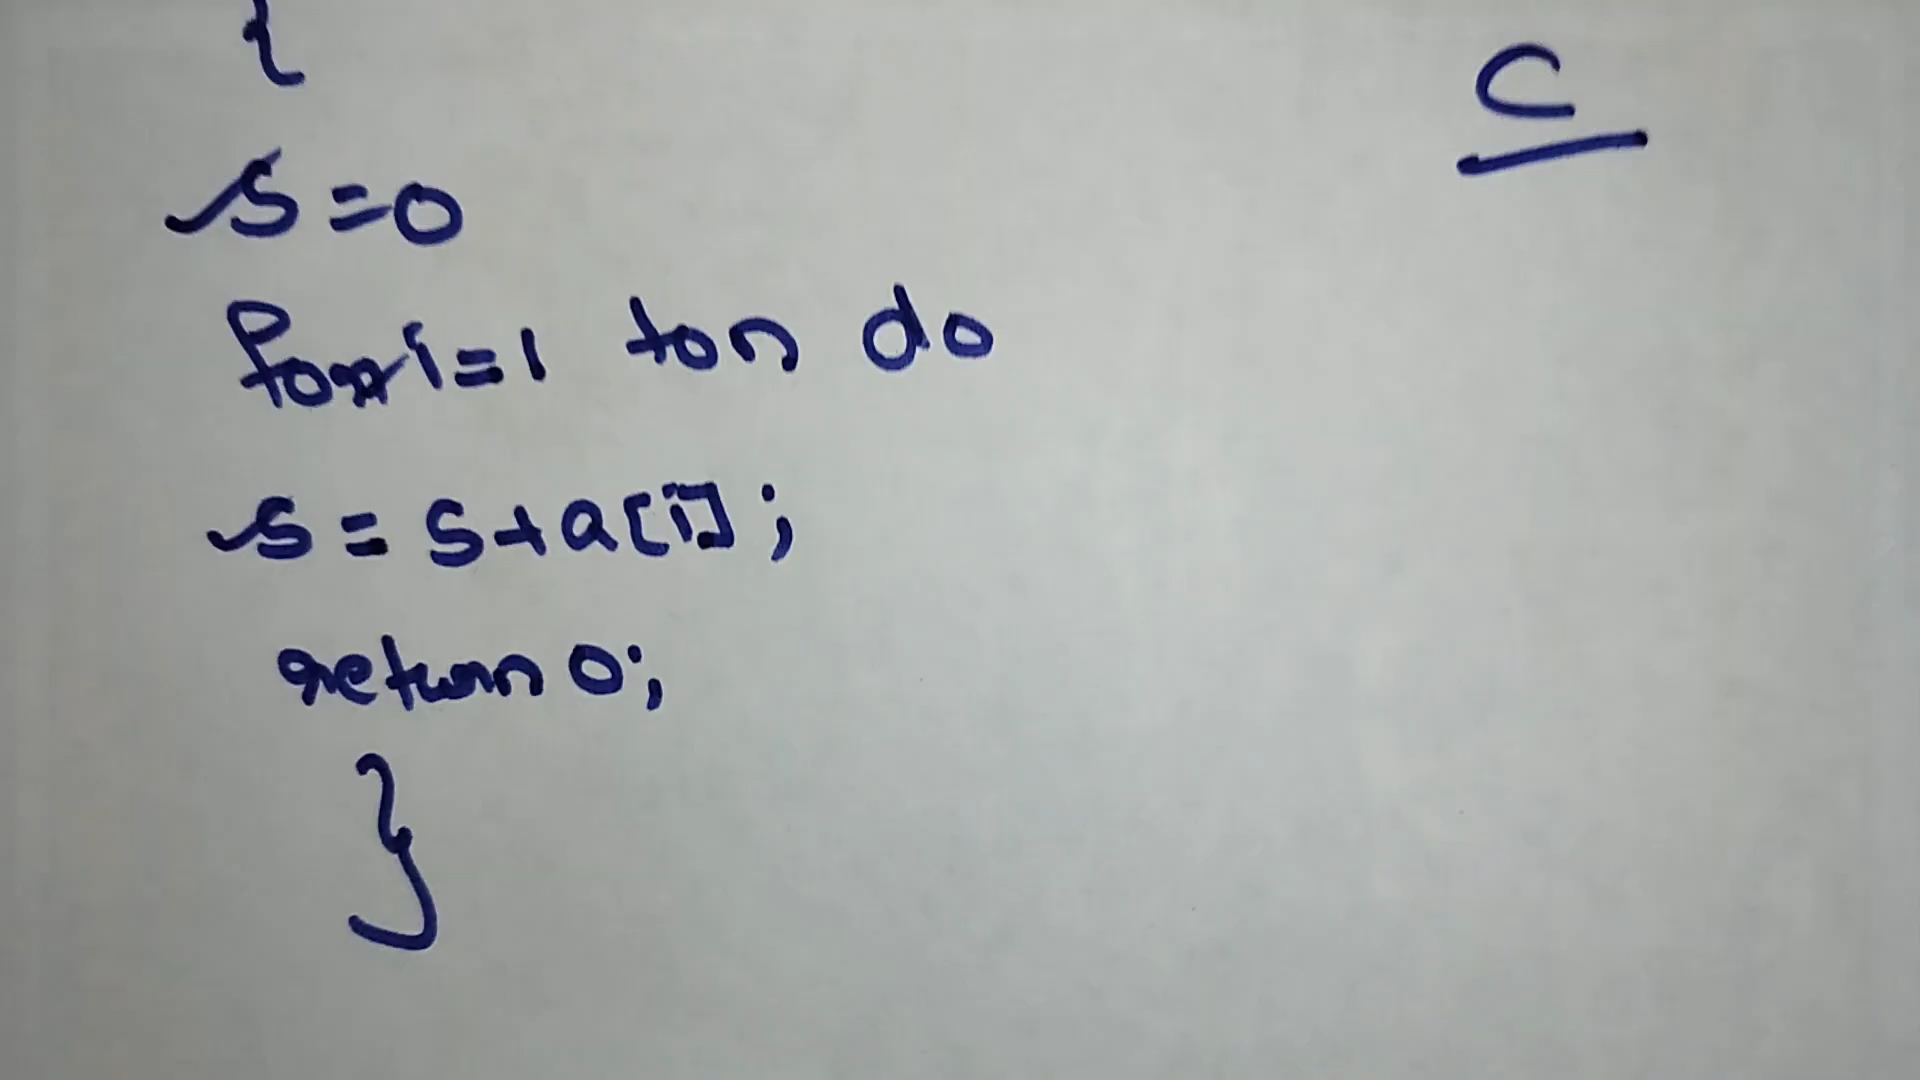 {
C
s=0
for i=1 to n do
s = s+a[i];
return 0;
}